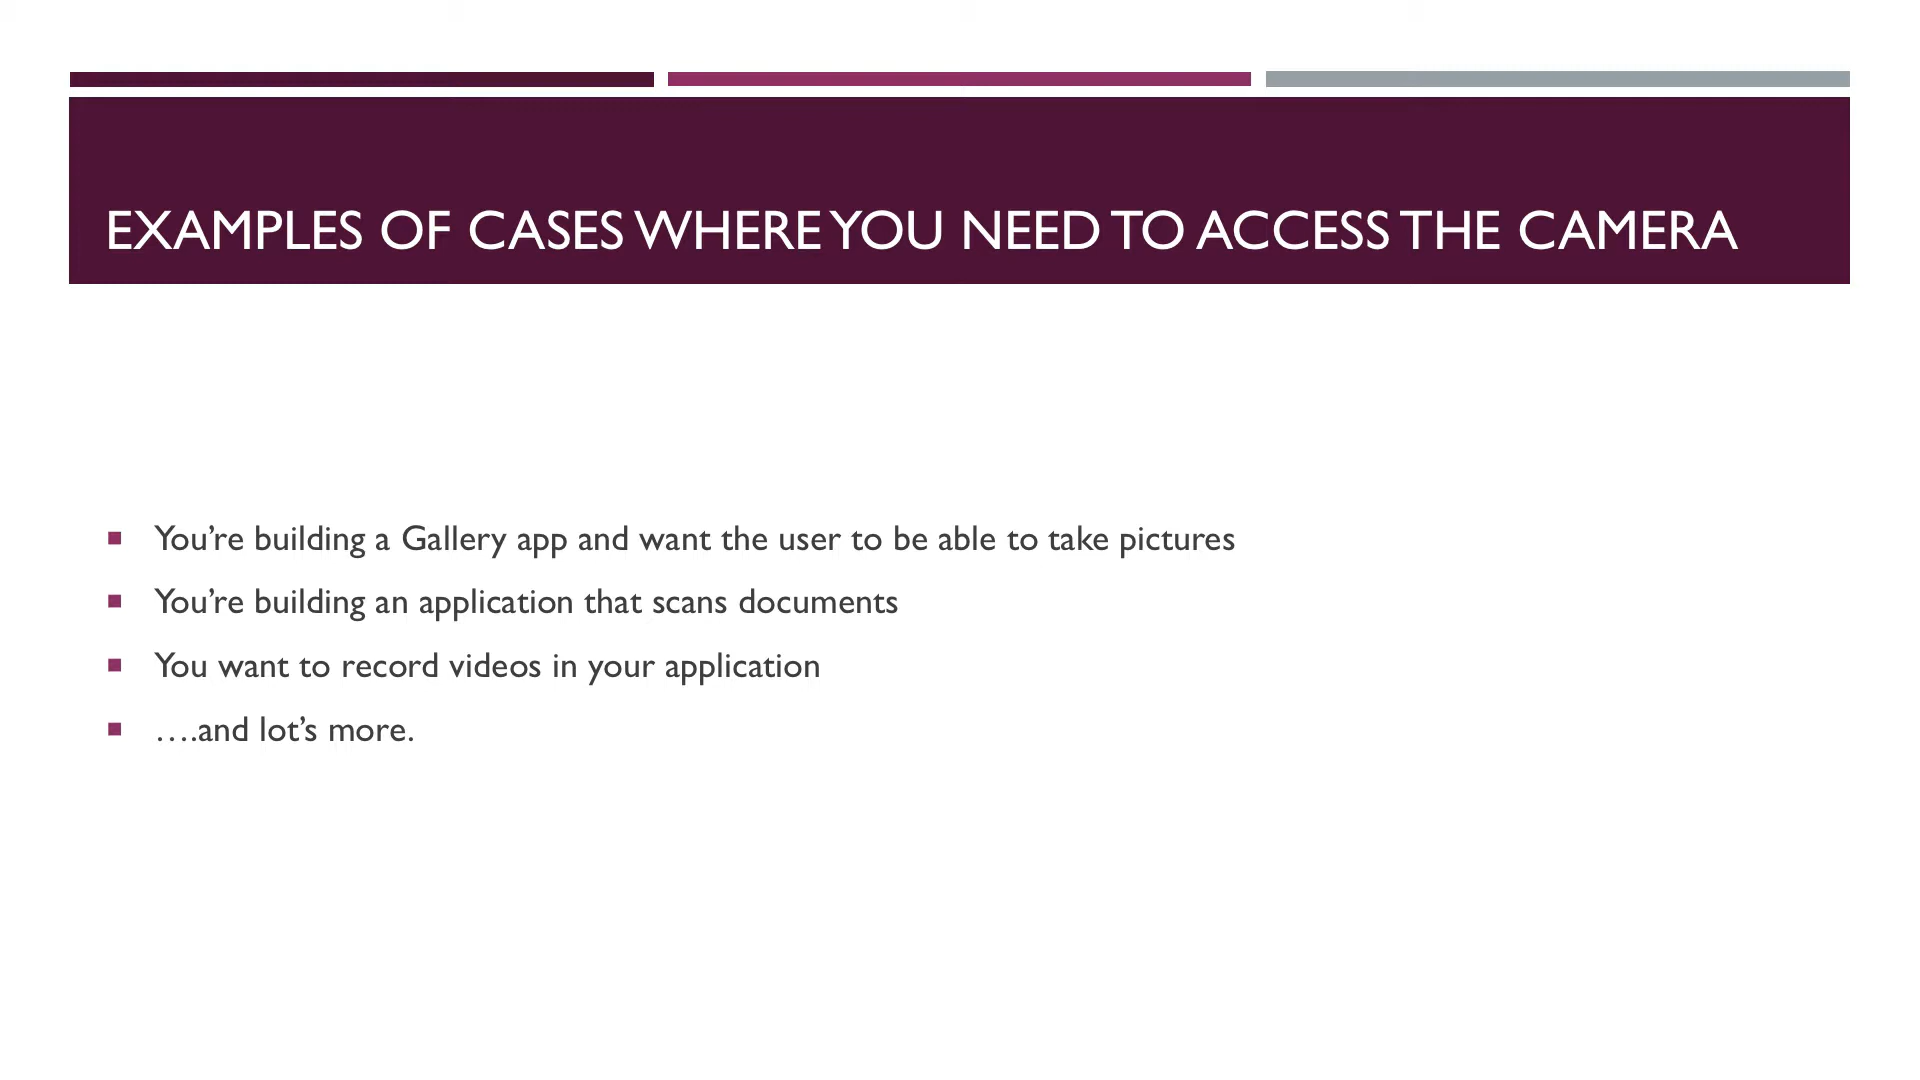 EXAMPLES OF CASES WHERE YOU NEED TO ACCESS THE CAMERA
You’re building a Gallery app and want the user to be able to take pictures
You’re building an application that scans documents
You want to record videos in your application
….and lot’s more.